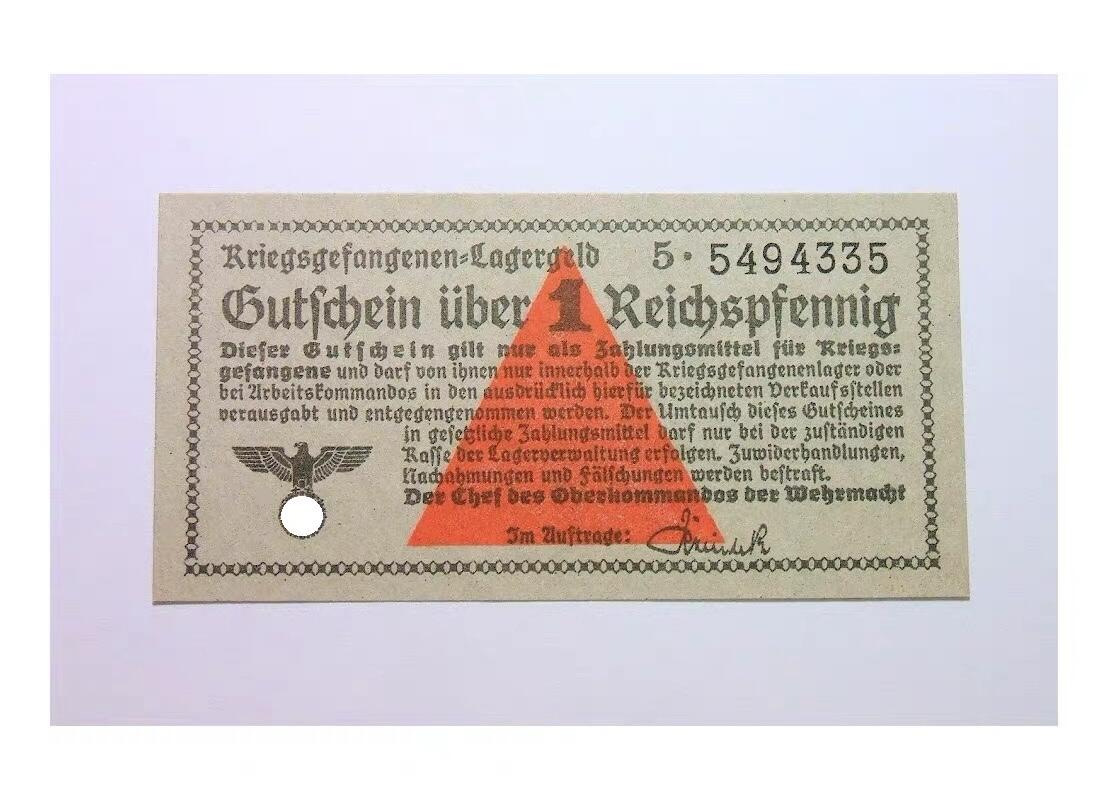 Kriegsgefangenen-Lagergeld 5· 5494335
Gutschein über 1 Reichspfennig
Dieser Gutschein gilt nur als Zahlungsmittel für Kriegs-
gefangene und darf von ihnen nur innerhalb der Kriegsgefangenenlager oder
bei Arbeitskommandos in den ausdrücklich hierfür bezeichneten Verkaufsstellen
verausgabt und entgegengenommen werden. Der Umtausch dieses Gutscheines
in gesetzliche Zahlungsmittel darf nur bei der zuständigen
Kasse der Lagerverwaltung erfolgen. Zuwiderhandlungen,
Nachahmungen und Fälschungen werden bestraft.
Der Chef des Oberkommandos der Wehrmacht
Im Auftrage: